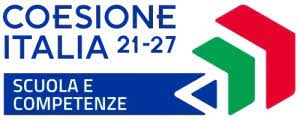 COESIONE
ITALIA 21-27
SCUOLA E
COMPETENZE